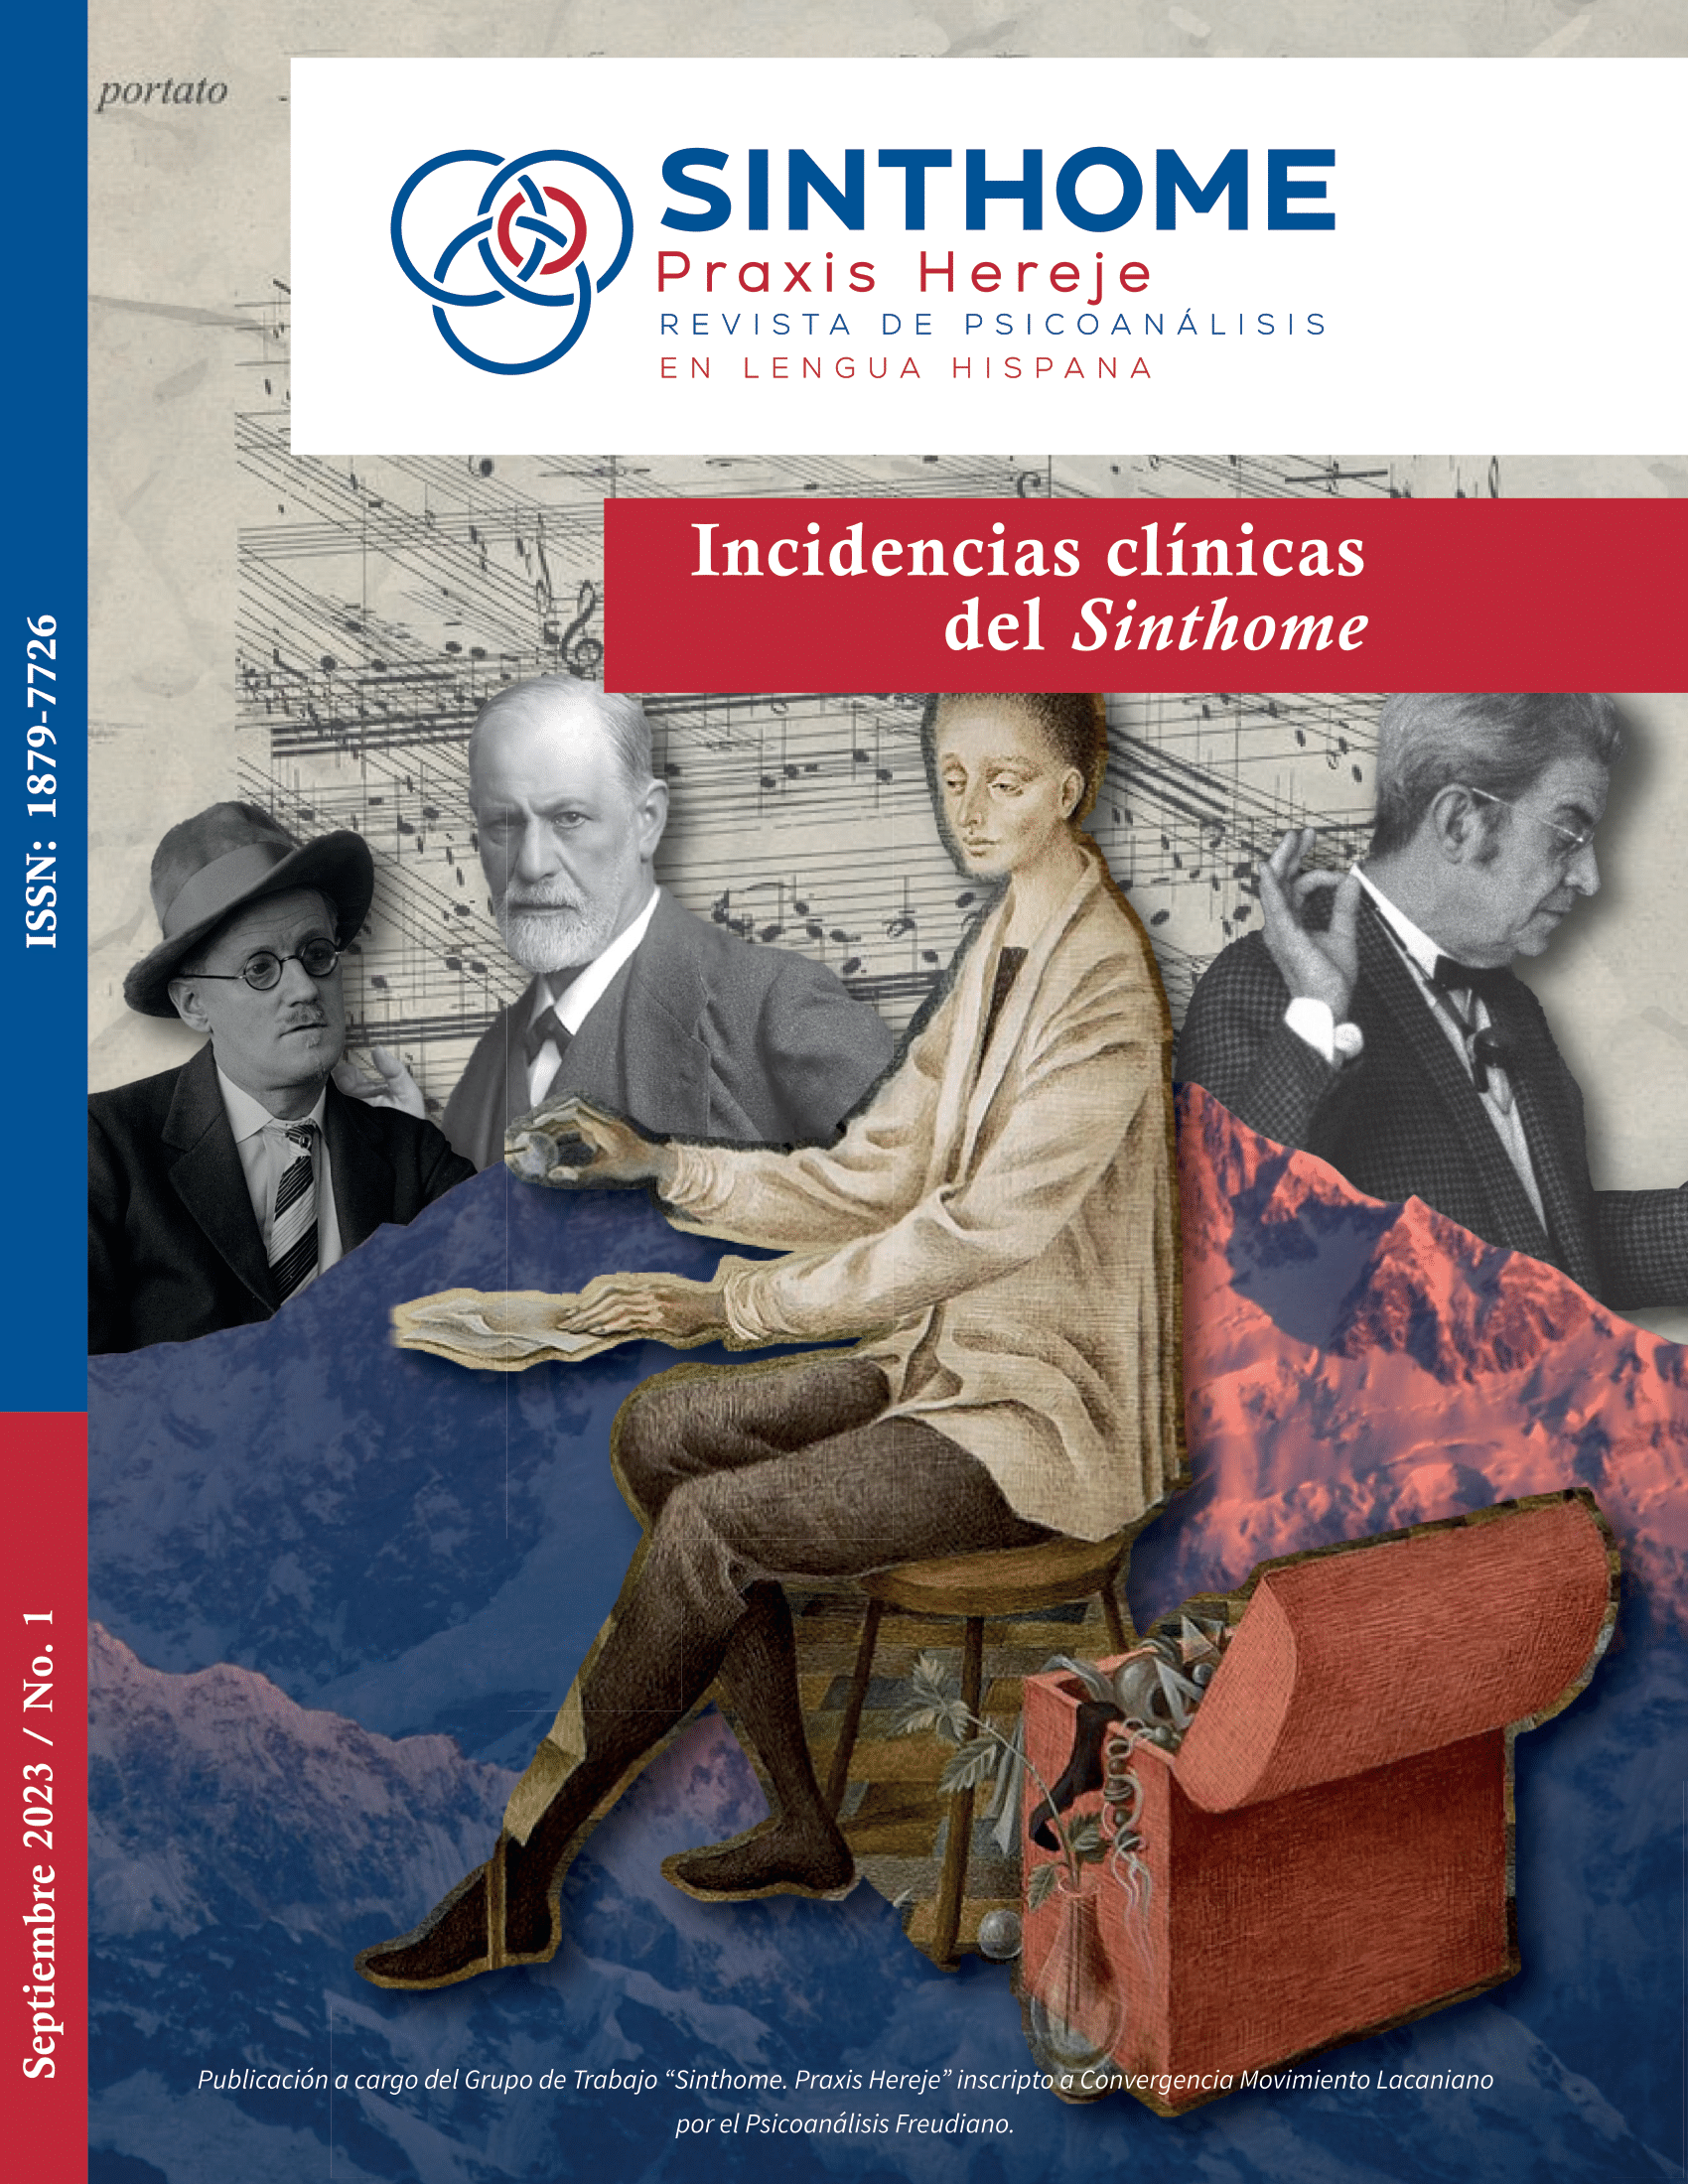 portato
SINTHOME
Praxis Hereje
REVISTA DE PSICOANÁLISIS
EN LENGUA HISPANA
Incidencias clínicas
del Sinthome
ISSN: 1879-7726
Septiembre 2023 / No. 1
Publicación a cargo del Grupo de Trabajo “Sinthome. Praxis Hereje” inscripto a Convergencia Movimiento Lacaniano
por el Psicoanálisis Freudiano.